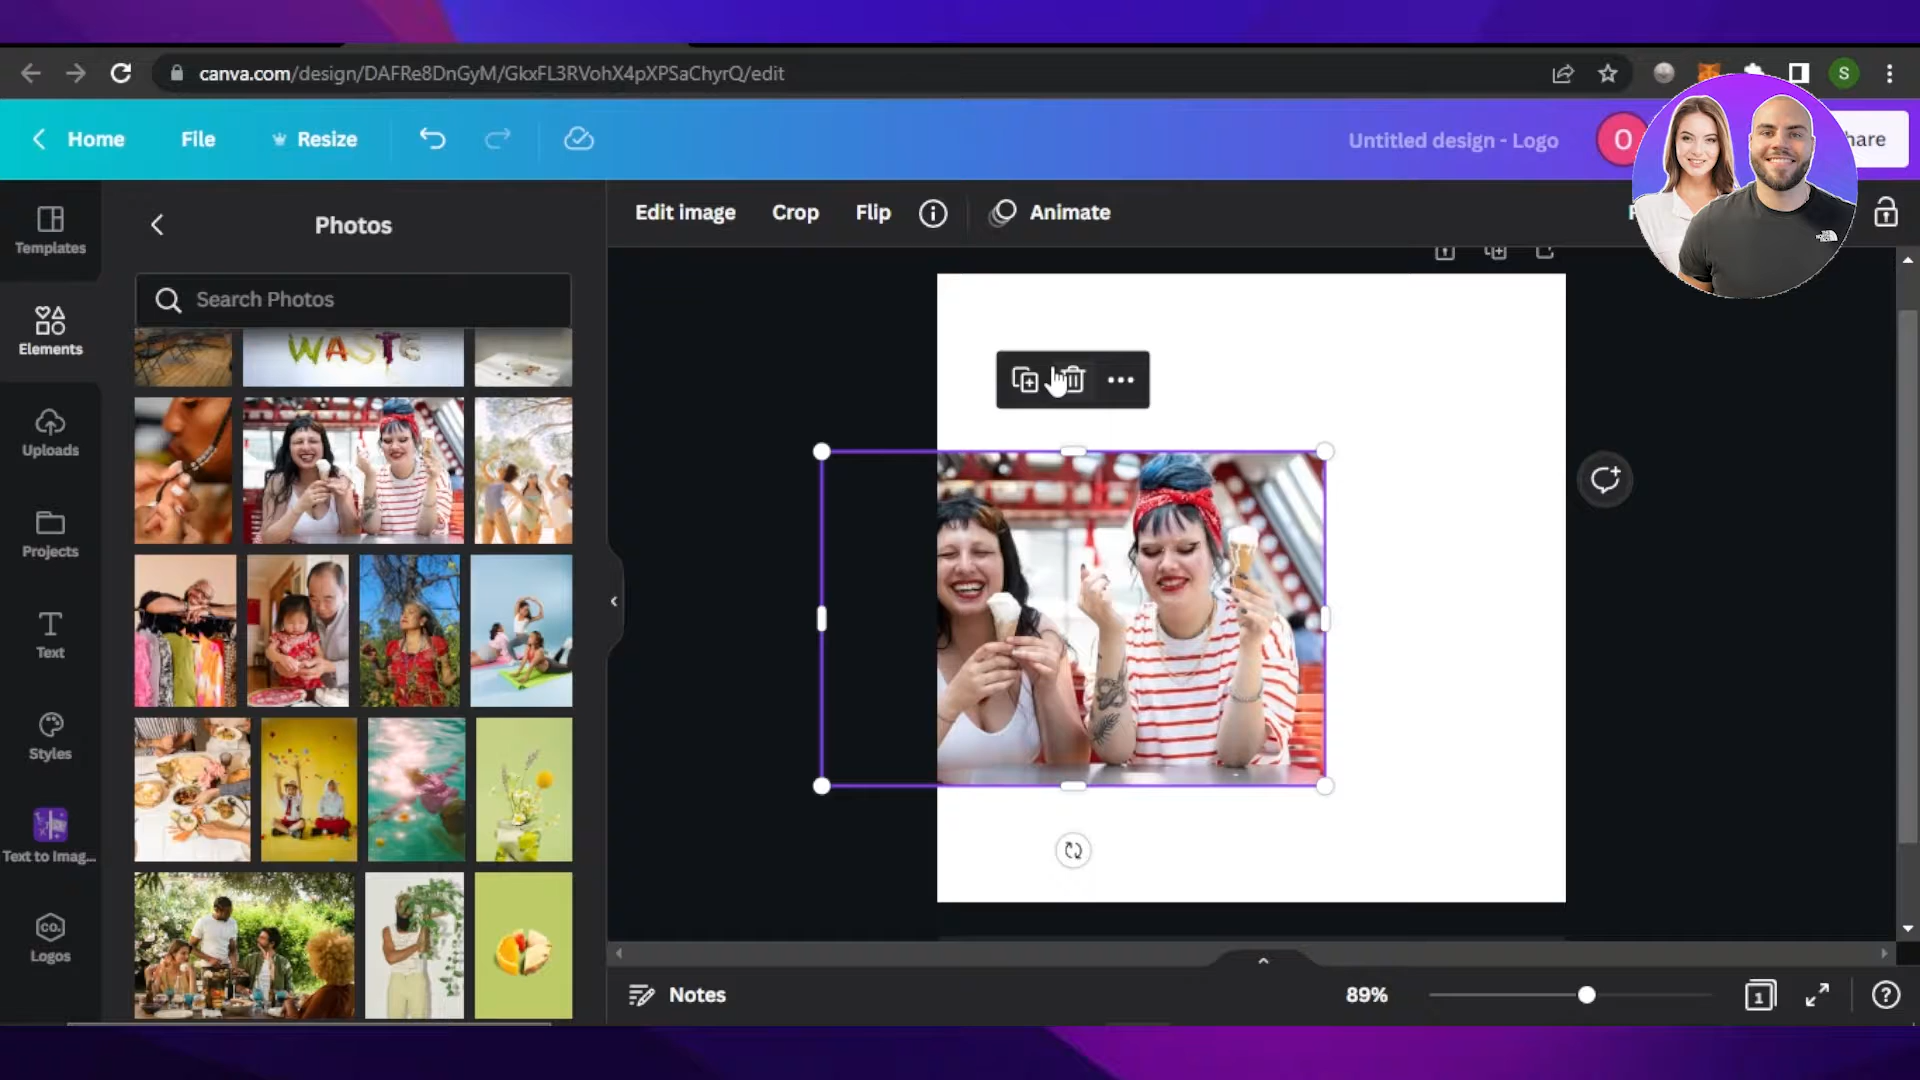 canva.com/design/DAFRe8DnGyM/GkxFL3RVohX4pXPSaChyrQ/edit
S
Home
File
Resize
Untitled design - Logo
O
hare
Templates
Photos
Edit image
Crop
Flip
Animate
Search Photos
Elements
WASTE
Uploads
Projects
Text
Styles
Text to Imag...
CO.
Logos
Notes
89%
1